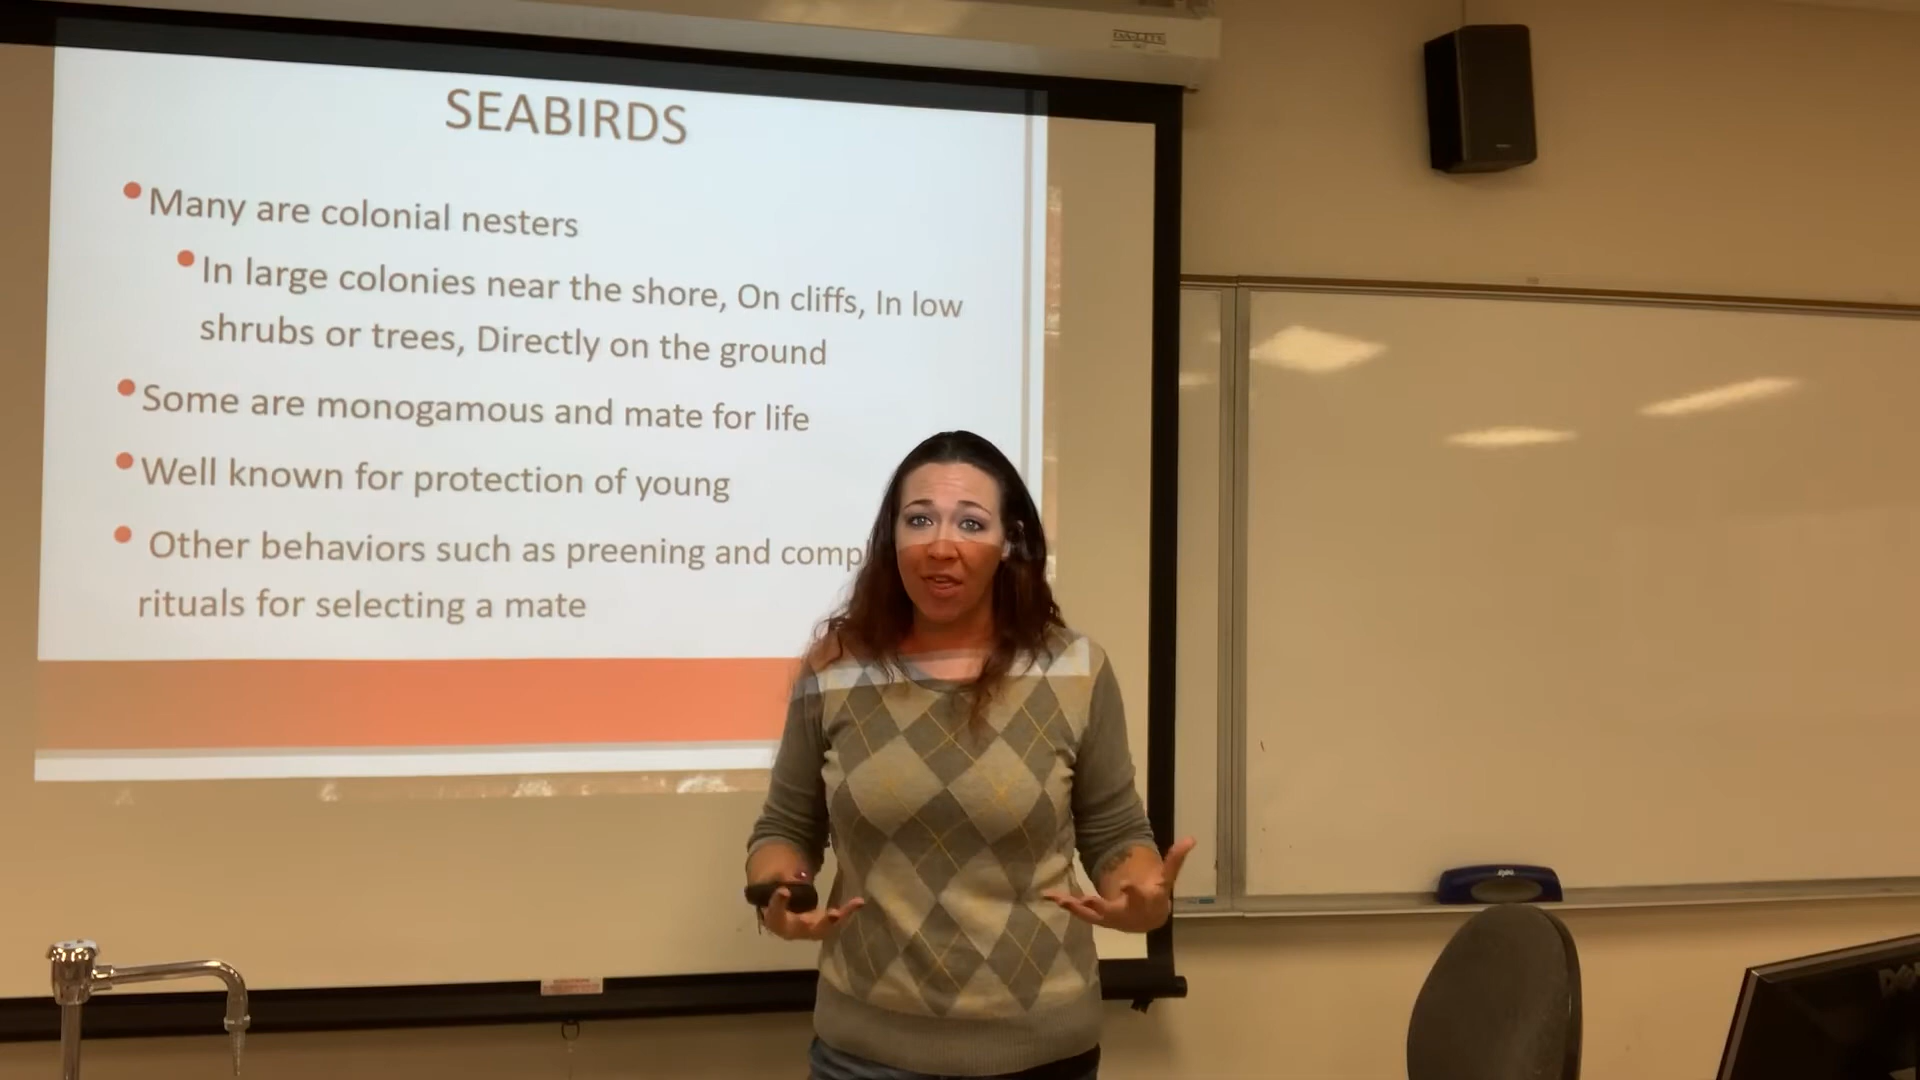 DA-LITE
SEABIRDS
Many are colonial nesters
In large colonies near the shore, On cliffs, In low
shrubs or trees, Directly on the ground
Some are monogamous and mate for life
Well known for protection of young
Other behaviors such as preening and comp
rituals for selecting a mate